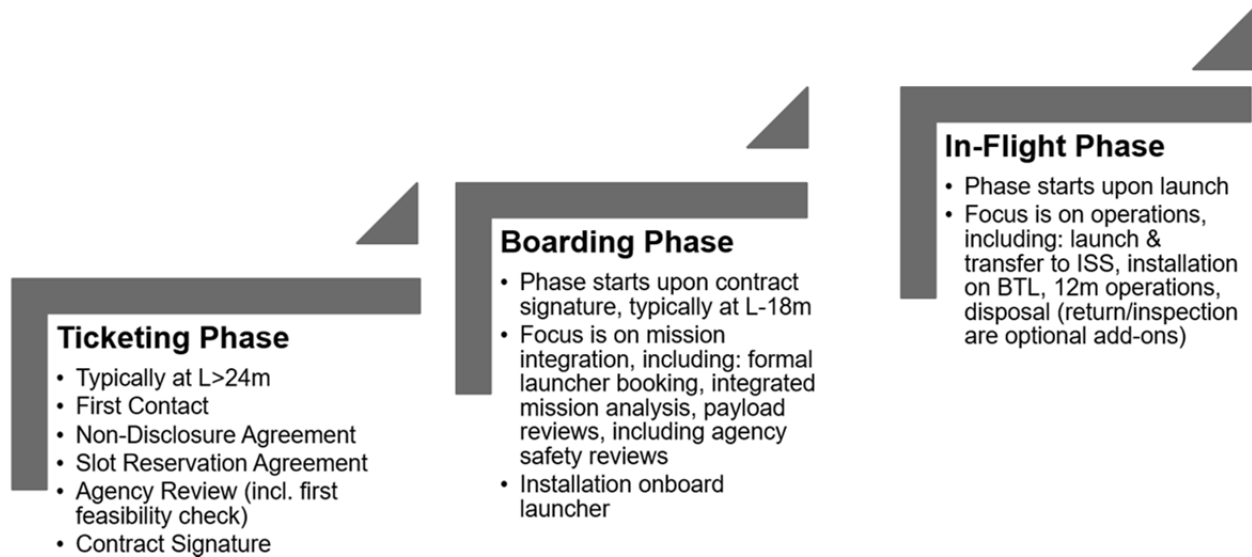 Ticketing Phase
• Typically at L>24m
• First Contact
• Non-Disclosure Agreement
• Slot Reservation Agreement
• Agency Review (incl. first
feasibility check)
• Contract Signature
Boarding Phase
• Phase starts upon contract
signature, typically at L-18m
• Focus is on mission
integration, including: formal
launcher booking, integrated
mission analysis, payload
reviews, including agency
safety reviews
• Installation onboard
launcher
In-Flight Phase
• Phase starts upon launch
• Focus is on operations,
including: launch &
transfer to ISS, installation
on BTL, 12m operations,
disposal (return/inspection
are optional add-ons)